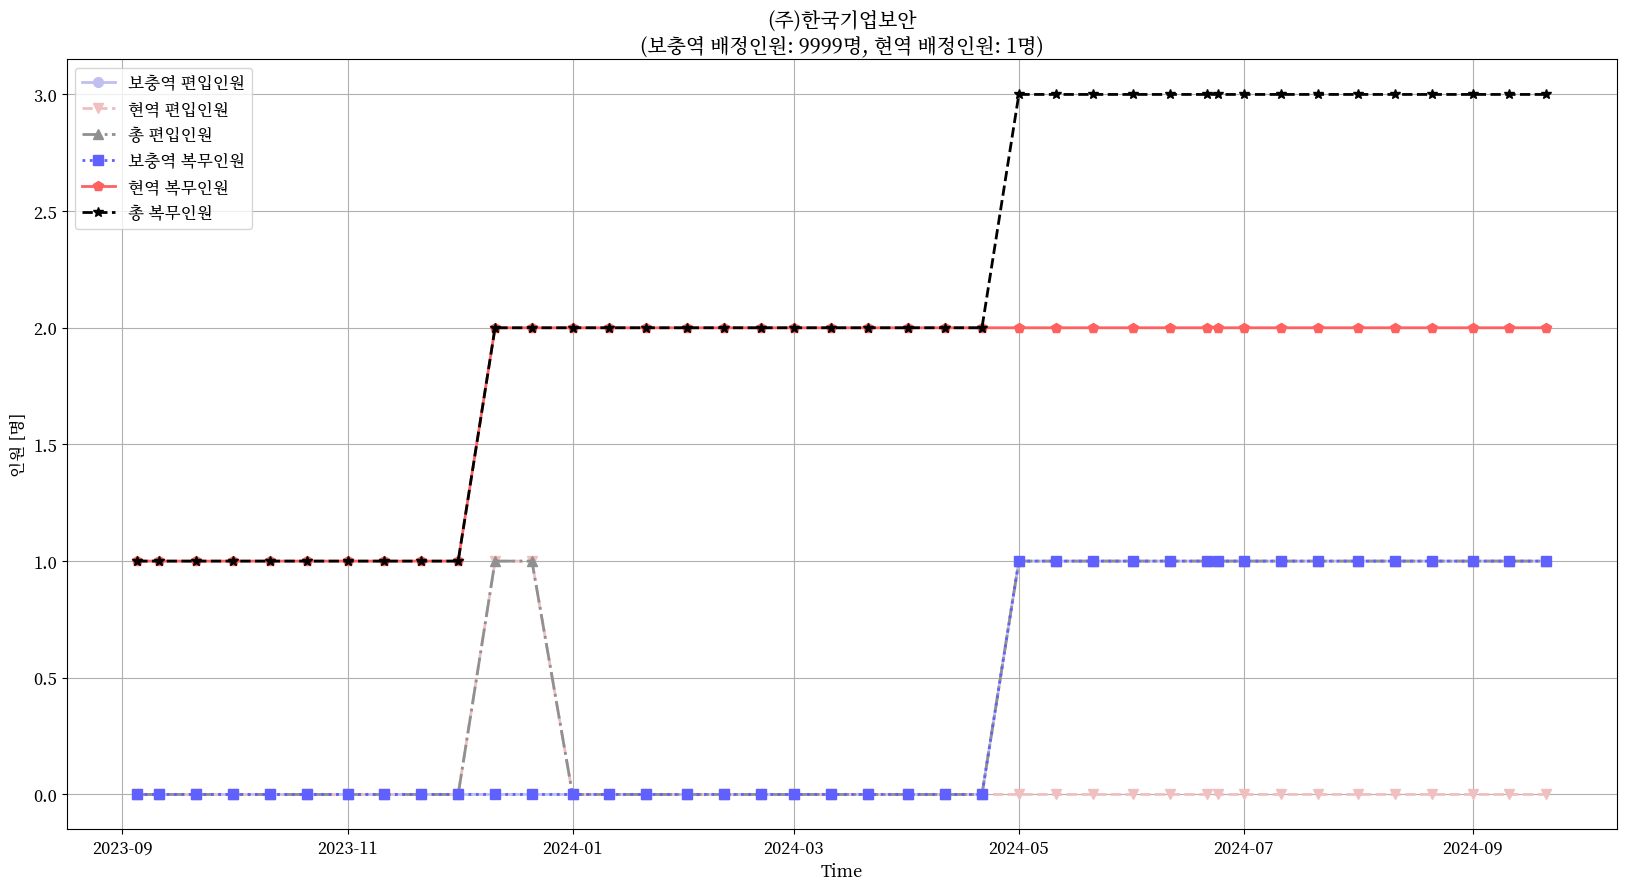 (주)한국기업보안
(보충역 배정인원: 9999명, 현역 배정인원: 1명)
보충역 편입인원
현역 편입인원
총 편입인원
보충역 복무인원
현역 복무인원
총 복무인원
3.0
2.5
2.0
1.5
1.0
0.5
0.0
인원 [명]
2023-09 2023-11 2024-01 2024-03 2024-05 2024-07 2024-09
Time